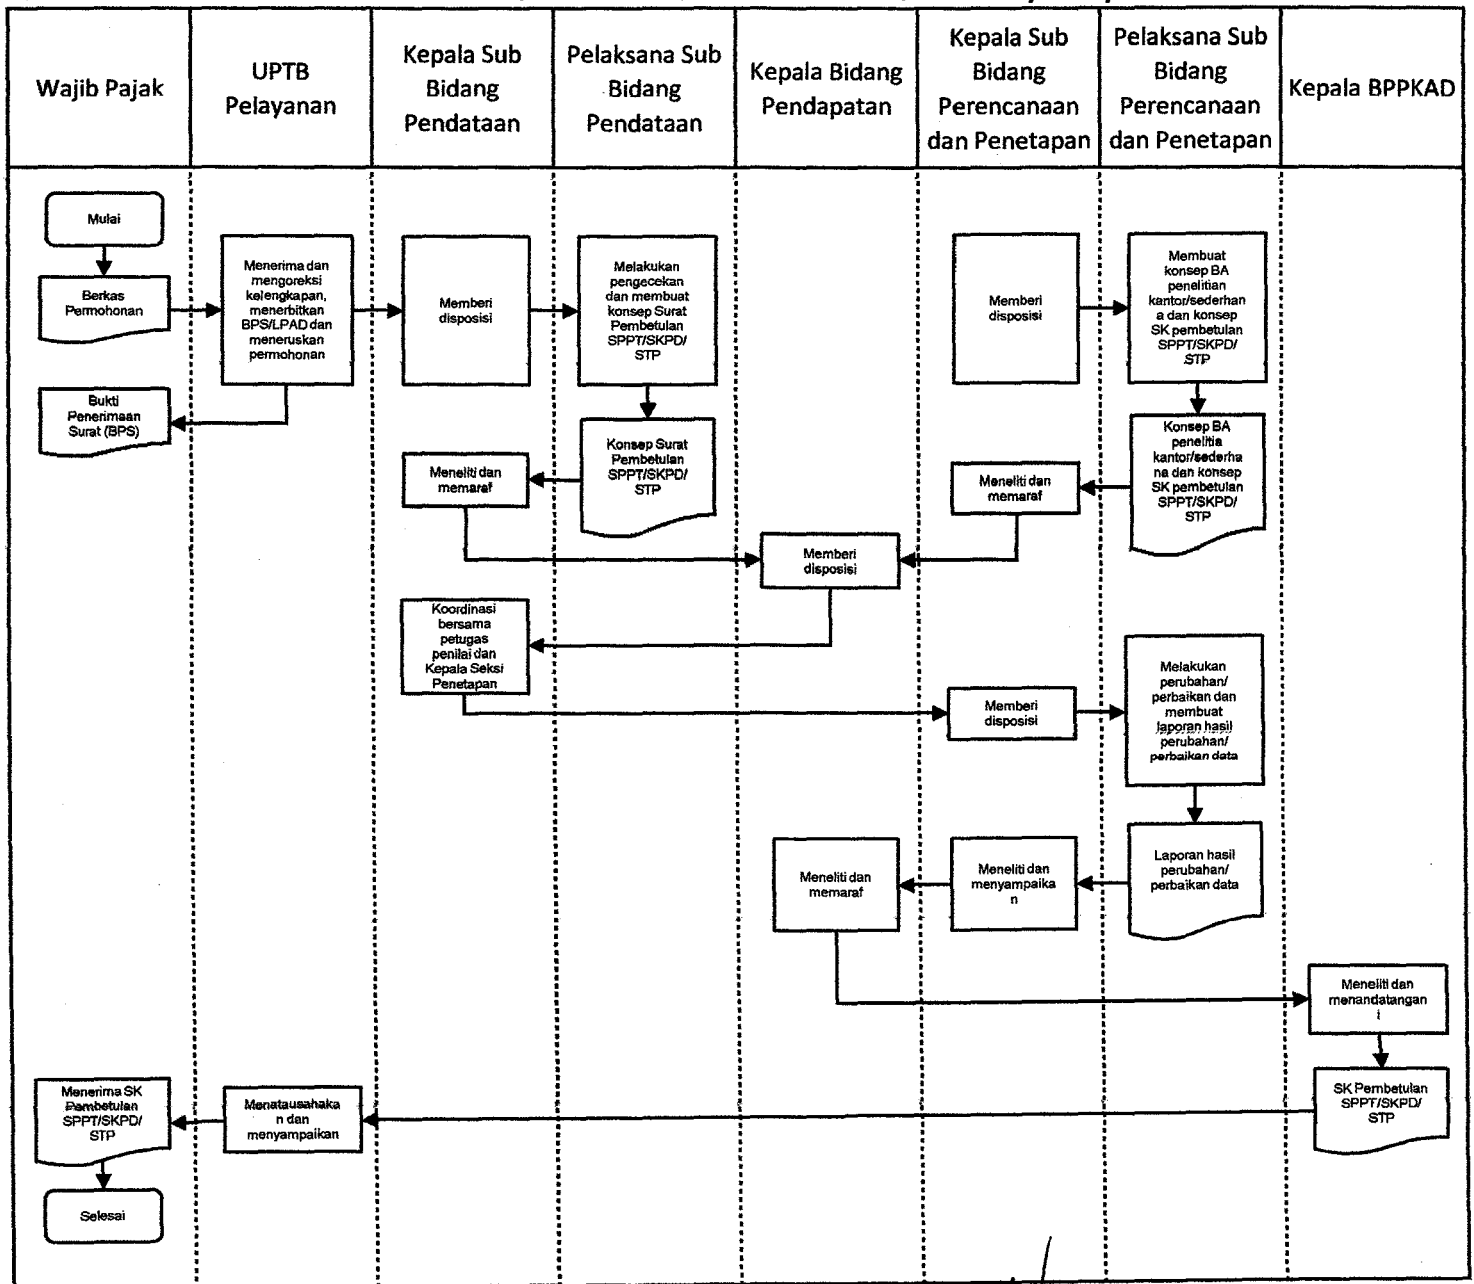 Wajib Pajak
UPTB
Pelayanan
Kepala Sub
Bidang
Pendataan
Pelaksana Sub
Bidang
Pendataan
Kepala Bidang
Pendapatan
Kepala Sub
Bidang
Perencanaan
dan Penetapan
Pelaksana Sub
Bidang
Perencanaan
dan Penetapan
Kepala BPPKAD
Mulai
Berkas
Permohonan
Menerima dan
mengoreksi
kelengkapan,
menerbitkan
BPS/LPAD dan
meneruskan
permohonan
Memberi
disposisi
Melakukan
pengecekan
dan membuat
konsep Surat
Pembetulan
SPPT/SKPD/
STP
Memberi
disposisi
Membuat
konsep BA
penelitian
kantor/sederhan
a dan konsep
SK pembetulan
SPPT/SKPD/
STP
Bukti
Penerimaan
Surat (BPS)
Meneliti dan
memaraf
Konsep Surat
Pembetulan
SPPT/SKPD/
STP
Meneliti dan
memaraf
Konsep BA
penelitia
kantor/sederha
na dan konsep
SK pembetulan
SPPT/SKPD/
STP
Memberi
disposisi
Koordinasi
bersama
petugas
penilai dan
Kepala Seksi
Penetapan
Memberi
disposisi
Melakukan
perubahan/
perbaikan dan
membuat
laporan hasil
perubahan/
perbaikan data
Meneliti dan
memaraf
Meneliti dan
menyampaika
n
Laporan hasil
perubahan/
perbaikan data
Meneliti dan
menandatangan
i
Menerima SK
Pembetulan
SPPT/SKPD/
STP
Menatausahaka
n dan
menyampaikan
SK Pembetulan
SPPT/SKPD/
STP
Selesai